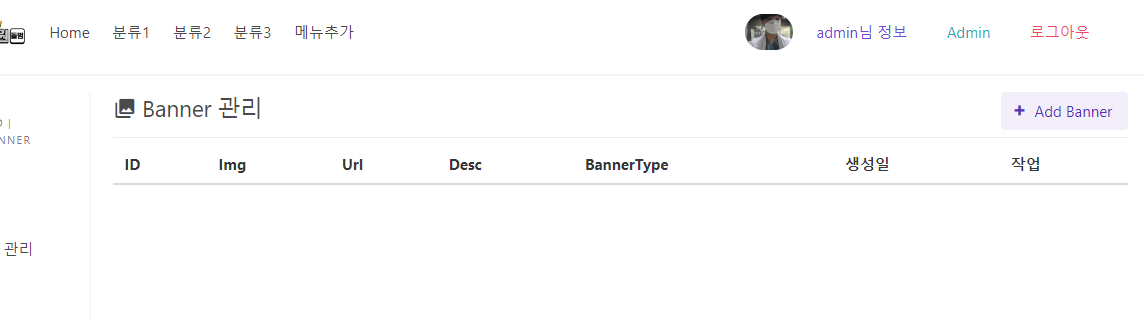 Home 분류1 분류2 분류3 메뉴추가 admin님 정보 Admin 로그아웃
Banner 관리 + Add Banner
ID Img Url Desc BannerType 생성일 작업
관리